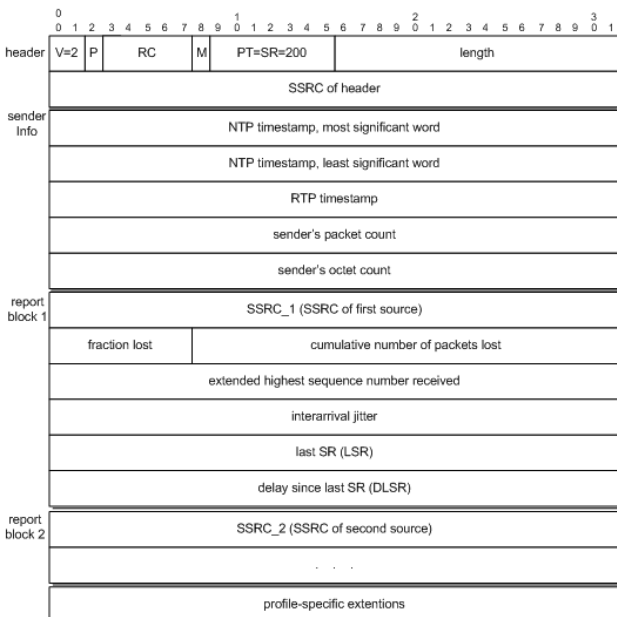 0 1 2 3
0 1 2 3 4 5 6 7 8 9 0 1 2 3 4 5 6 7 8 9 0 1 2 3 4 5 6 7 8 9 0 1
header V=2 P RC M PT=SR=200 length
SSRC of header
sender
Info
NTP timestamp, most significant word
NTP timestamp, least significant word
RTP timestamp
sender's packet count
sender's octet count
report
block 1
SSRC_1 (SSRC of first source)
fraction lost cumulative number of packets lost
extended highest sequence number received
interarrival jitter
last SR (LSR)
delay since last SR (DLSR)
report
block 2
SSRC_2 (SSRC of second source)
. . .
profile-specific extentions